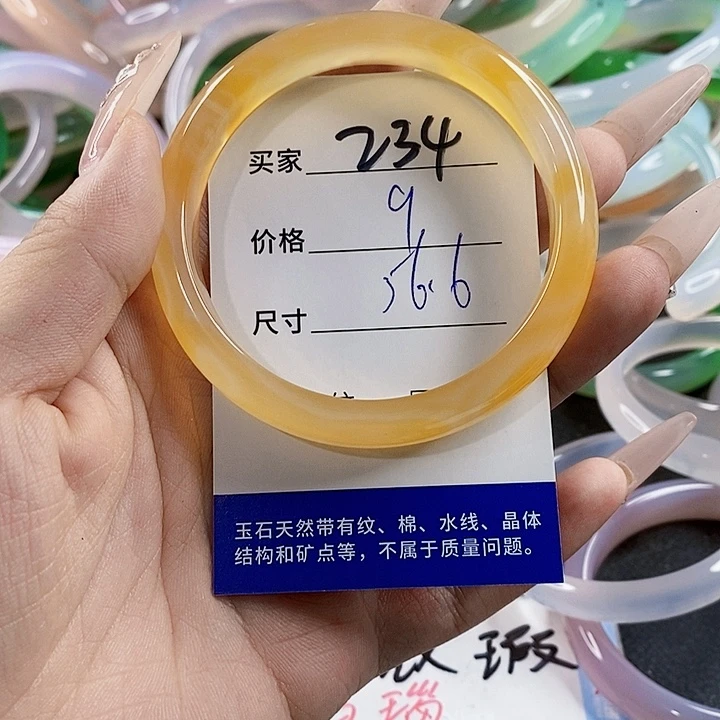 买家 234
价格 9
尺寸 56.6
玉石天然带有纹、棉、水线、晶体
结构和矿点等，不属于质量问题。
瑙